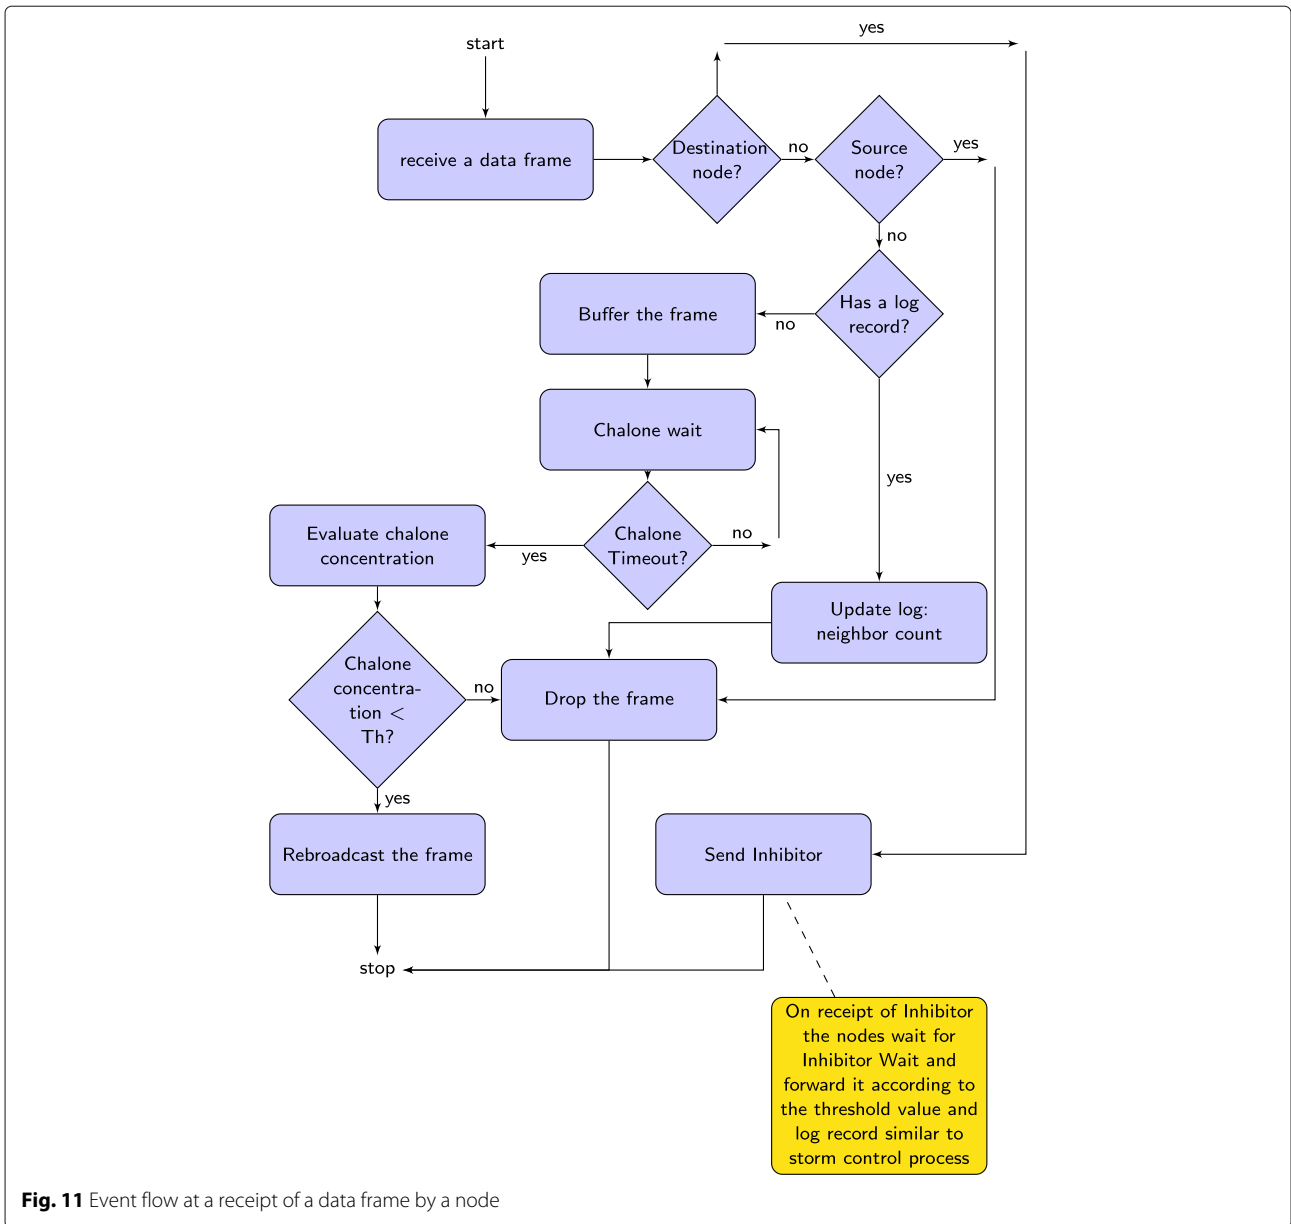 yes
start
receive a data frame
Destination
node?
no
Source
node?
yes
no
Has a log
record?
no
Buffer the frame
Chalone wait
yes
Chalone
Timeout?
no
yes
Evaluate chalone
concentration
Update log:
neighbor count
Chalone
concentra-
tion <
Th?
no
Drop the frame
yes
Rebroadcast the frame
Send Inhibitor
stop
On receipt of Inhibitor
the nodes wait for
Inhibitor Wait and
forward it according to
the threshold value and
log record similar to
storm control process
Fig. 11 Event flow at a receipt of a data frame by a node